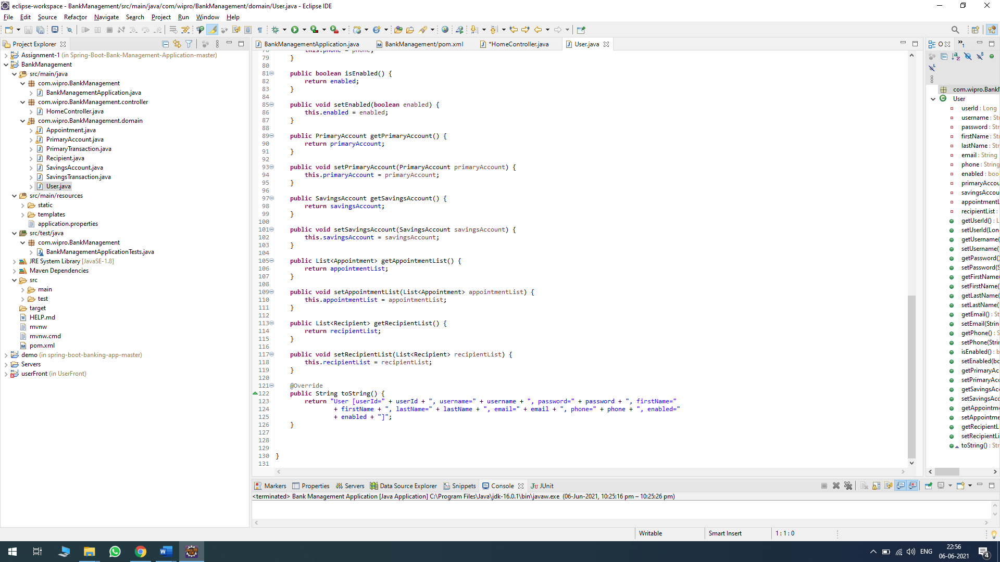 eclipse-workspace - BankManagement/src/main/java/com/wipro/BankManagement/domain/User.java - Eclipse IDE
File Edit Source Refactor Navigate Search Project Run Window Help
Project Explorer
Assignment-1 (in Spring-Boot-Bank-Management-Application-master)
BankManagement
src/main/java
com.wipro.BankManagement
BankManagementApplication.java
com.wipro.BankManagement.controller
HomeController.java
com.wipro.BankManagement.domain
Appointment.java
PrimaryAccount.java
PrimaryTransaction.java
Recipient.java
SavingsAccount.java
SavingsTransaction.java
User.java
src/main/resources
static
templates
application.properties
src/test/java
com.wipro.BankManagement
BankManagementApplicationTests.java
JRE System Library [JavaSE-1.8]
Maven Dependencies
src
main
test
target
HELP.md
mvnw
mvnw.cmd
pom.xml
demo (in spring-boot-banking-app-master)
Servers
userFront (in UserFront)
BankManagementApplication.java BankManagement/pom.xml *HomeController.java User.java
78 this.phone = phone;
79 }
80
81 public boolean isEnabled() {
82 return enabled;
83 }
84
85 public void setEnabled(boolean enabled) {
86 this.enabled = enabled;
87 }
88
89 public PrimaryAccount getPrimaryAccount() {
90 return primaryAccount;
91 }
92
93 public void setPrimaryAccount(PrimaryAccount primaryAccount) {
94 this.primaryAccount = primaryAccount;
95 }
96
97 public SavingsAccount getSavingsAccount() {
98 return savingsAccount;
99 }
100
101 public void setSavingsAccount(SavingsAccount savingsAccount) {
102 this.savingsAccount = savingsAccount;
103 }
104
105 public List<Appointment> getAppointmentList() {
106 return appointmentList;
107 }
108
109 public void setAppointmentList(List<Appointment> appointmentList) {
110 this.appointmentList = appointmentList;
111 }
112
113 public List<Recipient> getRecipientList() {
114 return recipientList;
115 }
116
117 public void setRecipientList(List<Recipient> recipientList) {
118 this.recipientList = recipientList;
119 }
120
121 @Override
122 public String toString() {
123 return "User [userId=" + userId + ", username=" + username + ", password=" + password + ", firstName="
124 + firstName + ", lastName=" + lastName + ", email=" + email + ", phone=" + phone + ", enabled="
125 + enabled + "]";
126 }
127
128
129
130 }
131
O
com.wipro.BankM
User
userId : Long
username : Str
password : Str
firstName : Str
lastName : Str
email : String
phone : String
enabled : bool
primaryAccou
savingsAccou
appointmentL
recipientList :
getUserId() : L
setUserId(Lon
getUsername(
setUsername(
getPassword()
setPassword(S
getFirstName(
setFirstName(
getLastName(
setLastName(
getEmail() : St
setEmail(Strin
getPhone() : S
setPhone(Stri
isEnabled() : b
setEnabled(bo
getPrimaryAc
setPrimaryAcc
getSavingsAc
setSavingsAcc
getAppointm
setAppointme
getRecipientL
setRecipientLi
toString() : Str
Markers Properties Servers Data Source Explorer Snippets Console JUnit
<terminated> Bank Management Application [Java Application] C:\Program Files\Java\jdk-16.0.1\bin\javaw.exe (06-Jun-2021, 10:25:16 pm – 10:25:26 pm)
Writable Smart Insert 1 : 1 : 0
ENG 22:56
06-06-2021
4